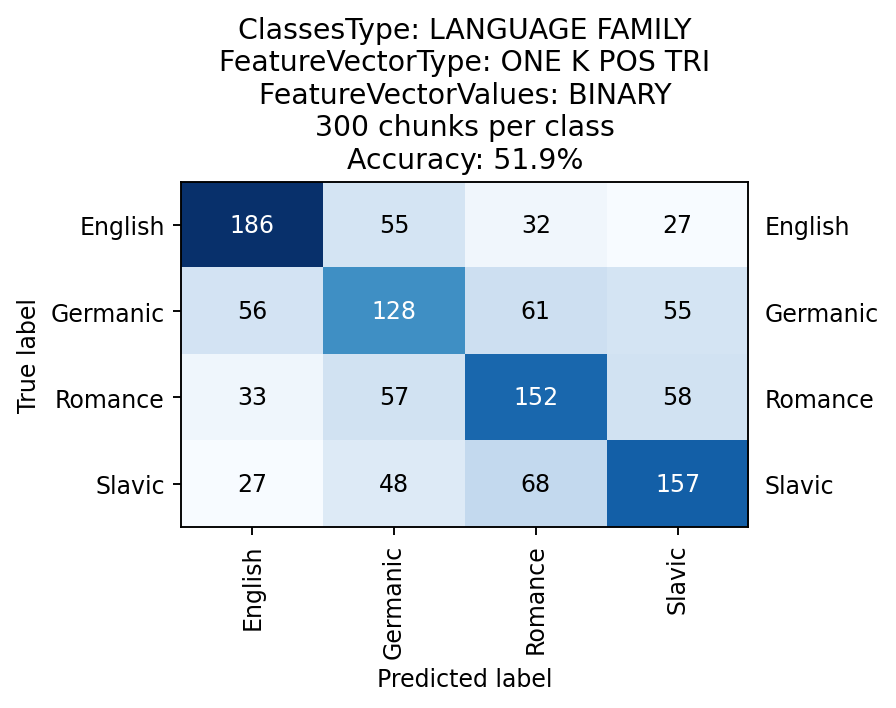 ClassesType: LANGUAGE FAMILY
FeatureVectorType: ONE K POS TRI
FeatureVectorValues: BINARY
300 chunks per class
Accuracy: 51.9%
English 186 55 32 27 English
Germanic 56 128 61 55 Germanic
Romance 33 57 152 58 Romance
Slavic 27 48 68 157 Slavic
True label
English Germanic Romance Slavic
Predicted label